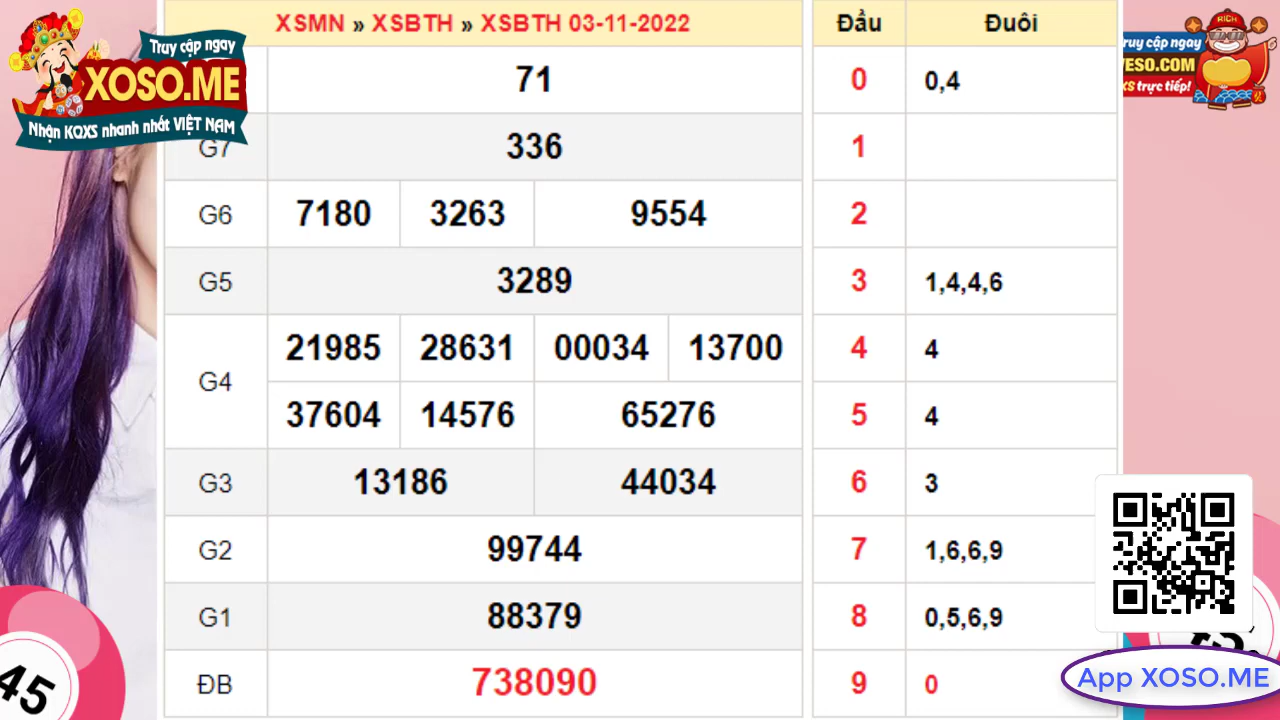 XSMN » XSBTH » XSBTH 03-11-2022
Đầu Đuôi
Truy cập ngay
XOSO.ME
Nhận KQXS nhanh nhất VIỆT NAM
RICH
ruy cập ngay
VESO.COM
XS trực tiếp!
71
0 0,4
G7 336
1
G6 7180 3263 9554
2
G5 3289
3 1,4,4,6
G4 21985 28631 00034 13700
4 4
37604 14576 65276
5 4
G3 13186 44034
6 3
G2 99744
7 1,6,6,9
G1 88379
8 0,5,6,9
ĐB 738090
9 0
45
App XOSO.ME